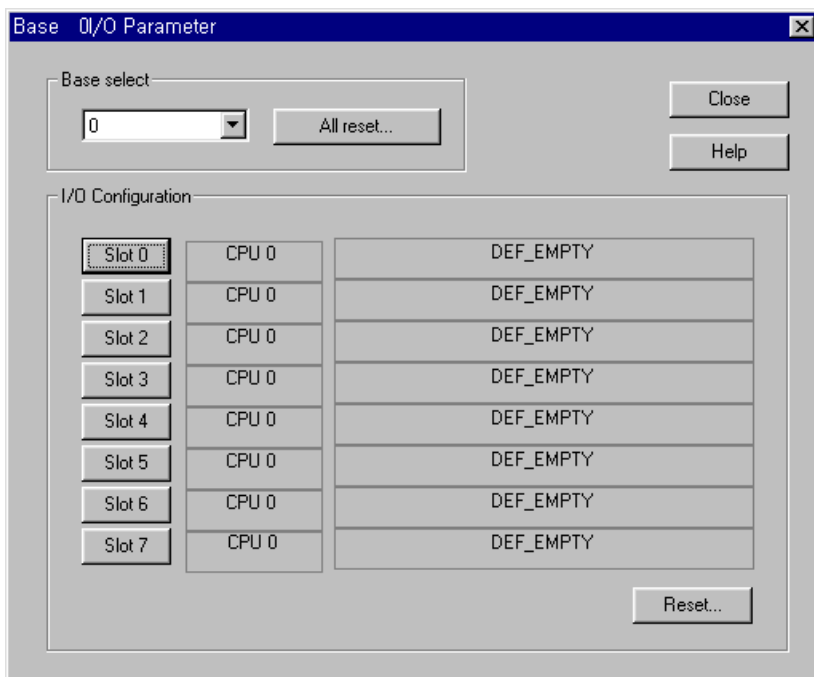 Base 0I/O Parameter
Base select
0 All reset...
Close
Help
I/O Configuration
Slot 0 CPU 0 DEF_EMPTY
Slot 1 CPU 0 DEF_EMPTY
Slot 2 CPU 0 DEF_EMPTY
Slot 3 CPU 0 DEF_EMPTY
Slot 4 CPU 0 DEF_EMPTY
Slot 5 CPU 0 DEF_EMPTY
Slot 6 CPU 0 DEF_EMPTY
Slot 7 CPU 0 DEF_EMPTY
Reset...